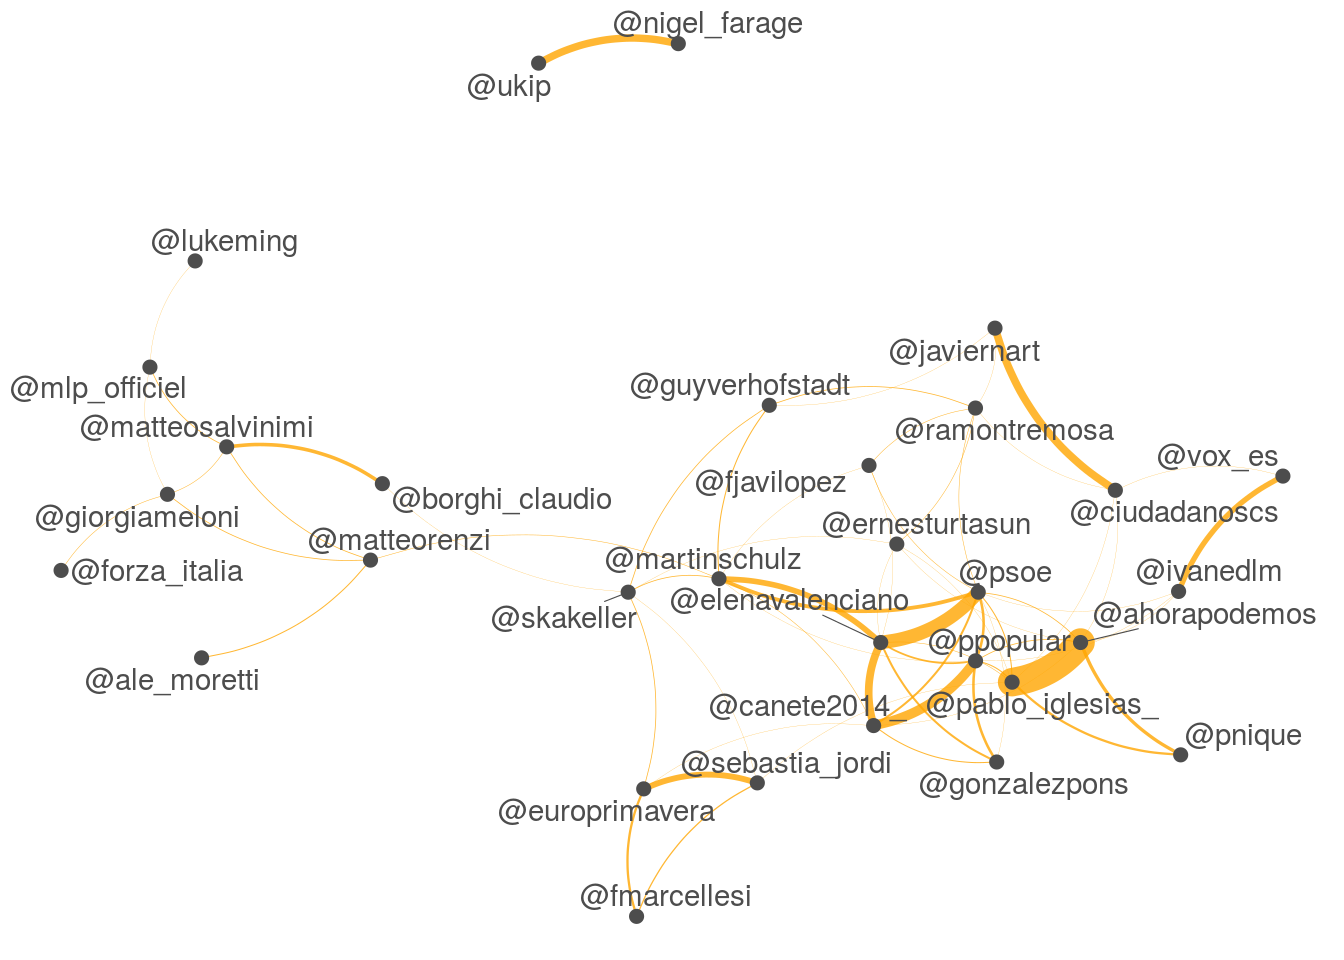 @nigel_farage
@ukip
@lukeming
@javiernart
@mlp_officiel
@guyverhofstadt
@matteosalvinimi
@ramontremosa
@vox_es
@fjavilopez
@borghi_claudio
@ciudadanoscs
@giorgiameloni
@ernesturtasun
@matteorenzi
@martinschulz
@forza_italia
@psoe
@ivanedlm
@elenavalenciano
@skakeller
@ahorapodemos
@ppopular
@ale_moretti
@canete2014_
@pablo_iglesias_
@pnique
@sebastia_jordi
@gonzalezpons
@europrimavera
@fmarcellesi